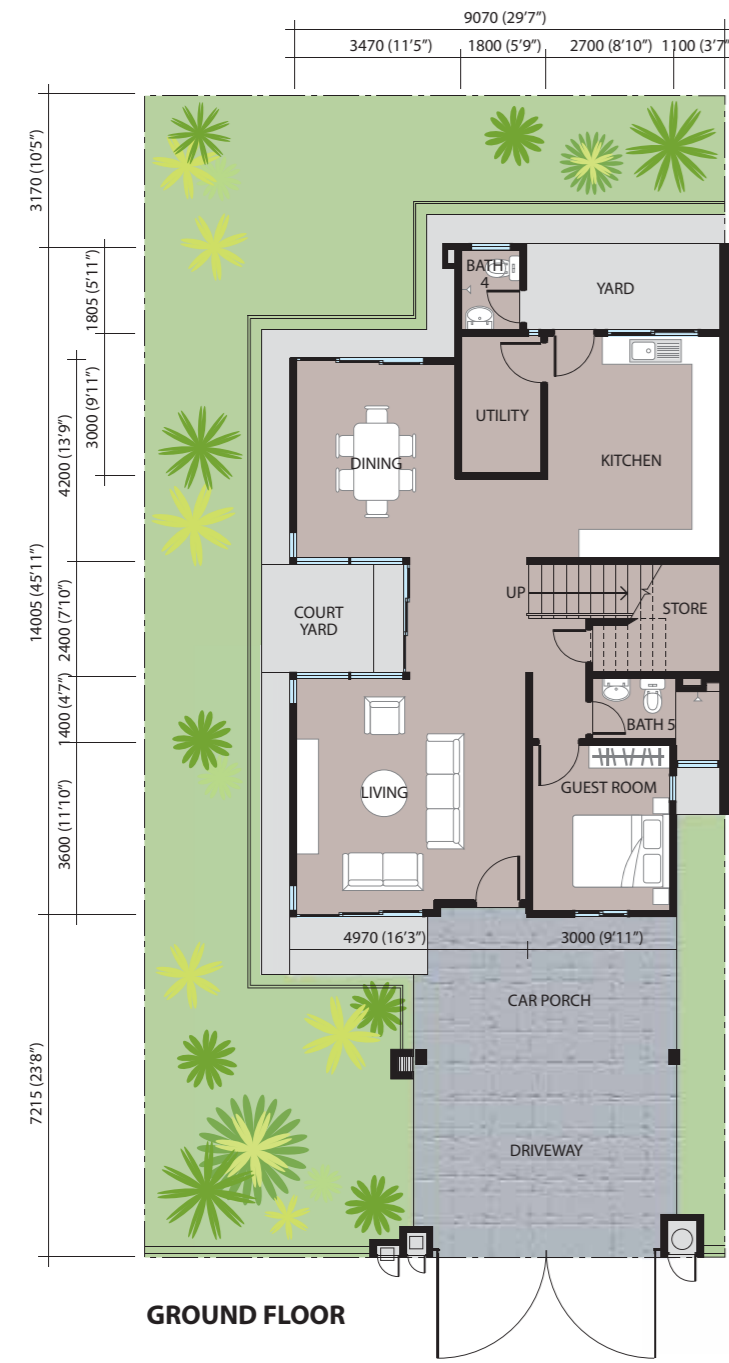 9070 (29’7”)
3470 (11’5”) 1800 (5’9”) 2700 (8’10”) 1100 (3’7”
3170 (10’5”)
1805 (5’11”)
3000 (9’11”)
4200 (13’9”)
14005 (45’11”)
2400 (7’10”)
1400 (4’7”)
3600 (11’10”)
7215 (23’8”)
BATH
4
YARD
UTILITY
DINING
KITCHEN
UP
STORE
COURT
YARD
BATH 5
GUEST ROOM
LIVING
4970 (16’3”)
3000 (9’11”)
CAR PORCH
DRIVEWAY
GROUND FLOOR